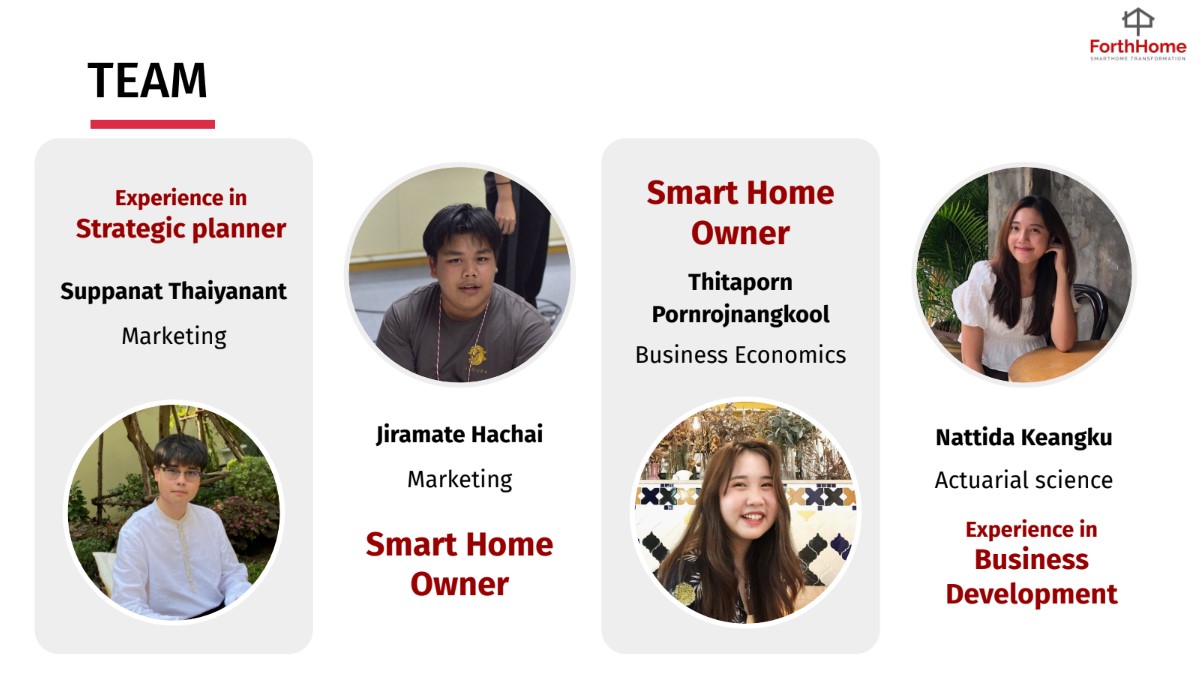 ForthHome
SMARTHOME TRANSFORMATION
TEAM
Experience in
Strategic planner
Suppanat Thaiyanant
Marketing
Jiramate Hachai
Marketing
Smart Home
Owner
Smart Home
Owner
Thitaporn
Pornrojnangkool
Business Economics
Nattida Keangku
Actuarial science
Experience in
Business
Development